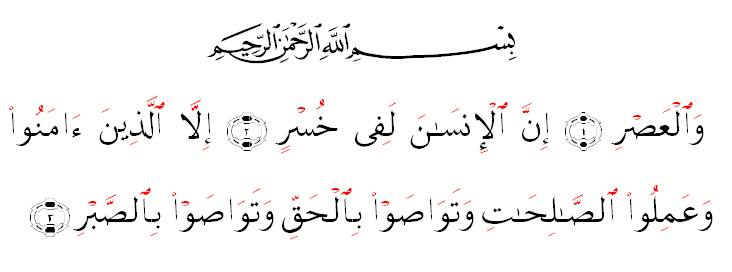 بِسْمِ ٱللَّهِ ٱلرَّحْمَٰنِ ٱلرَّحِيمِ
وَٱلْعَصْرِ ﴿١﴾ إِنَّ ٱلْإِنسَـٰنَ لَفِى خُسْرٍ ﴿٢﴾ إِلَّا ٱلَّذِينَ ءَامَنُوا۟
وَعَمِلُوا۟ ٱلصَّـٰلِحَـٰتِ وَتَوَاصَوْا۟ بِٱلْحَقِّ وَتَوَاصَوْا۟ بِٱلصَّبْرِ ﴿٣﴾